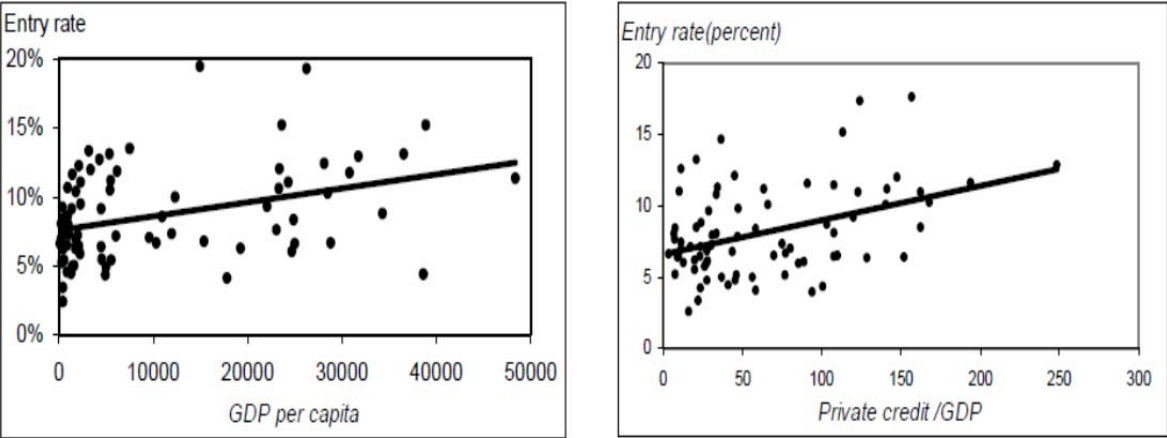 Entry rate
20%
15%
10%
5%
0%
0 10000 20000 30000 40000 50000
GDP per capita
Entry rate(percent)
20
15
10
5
0
0 50 100 150 200 250 300
Private credit /GDP